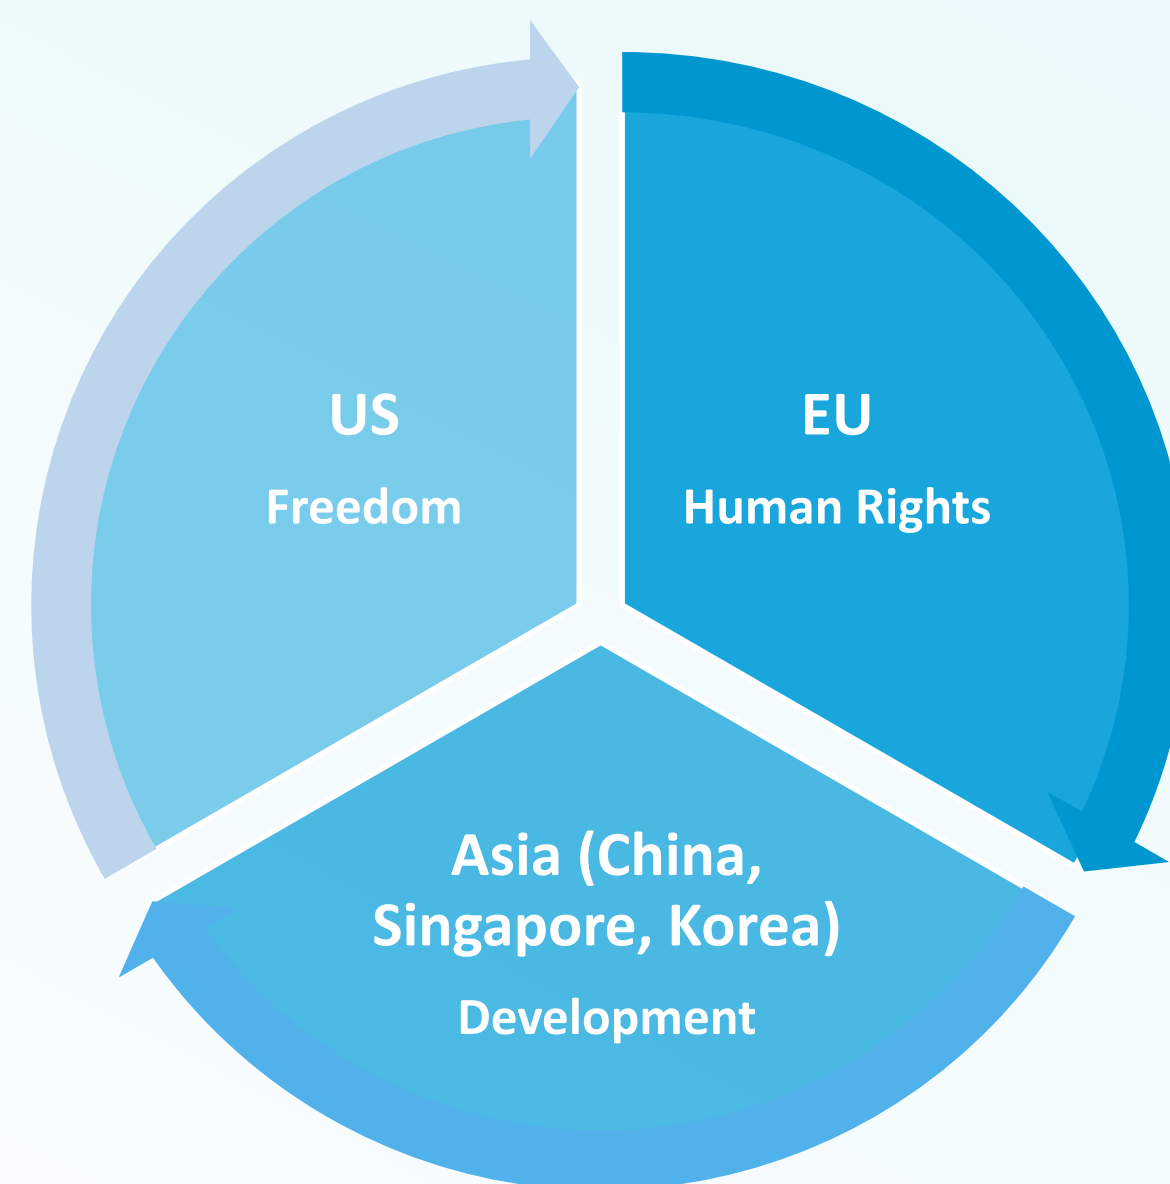 US
Freedom
EU
Human Rights
Asia (China,
Singapore, Korea)
Development